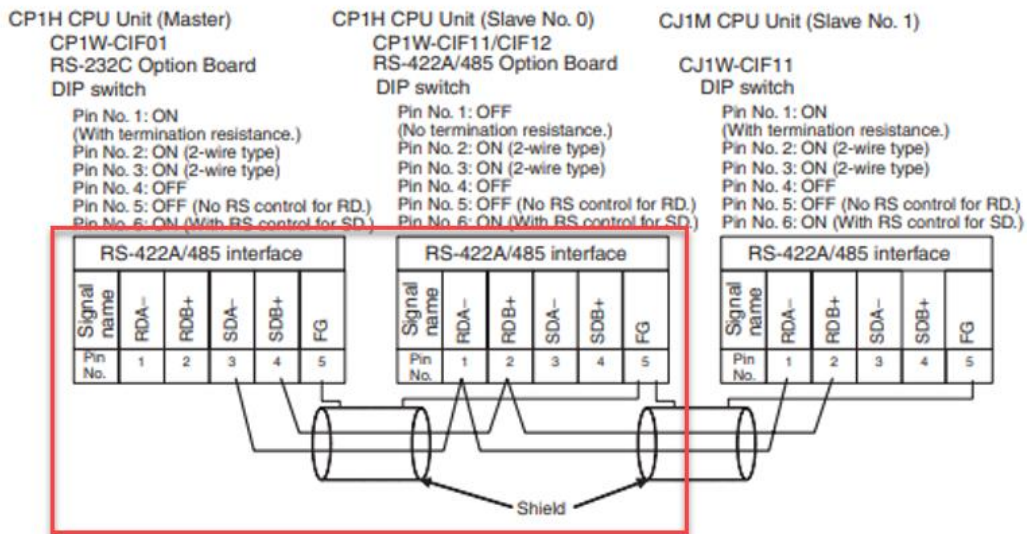 CP1H CPU Unit (Master)
CP1W-CIF01
RS-232C Option Board
DIP switch
Pin No. 1: ON
(With termination resistance.)
Pin No. 2: ON (2-wire type)
Pin No. 3: ON (2-wire type)
Pin No. 4: OFF
Pin No. 5: OFF (No RS control for RD.)
Pin No. 6: ON (With RS control for SD.)
CP1H CPU Unit (Slave No. 0)
CP1W-CIF11/CIF12
RS-422A/485 Option Board
DIP switch
Pin No. 1: OFF
(No termination resistance.)
Pin No. 2: ON (2-wire type)
Pin No. 3: ON (2-wire type)
Pin No. 4: OFF
Pin No. 5: OFF (No RS control for RD.)
Pin No. 6: ON (With RS control for SD.)
CJ1M CPU Unit (Slave No. 1)
CJ1W-CIF11
DIP switch
Pin No. 1: ON
(With termination resistance.)
Pin No. 2: ON (2-wire type)
Pin No. 3: ON (2-wire type)
Pin No. 4: OFF
Pin No. 5: OFF (No RS control for RD.)
Pin No. 6: ON (With RS control for SD.)
RS-422A/485 interface
Signal name RDA− RDB+ SDA− SDB+ FG
Pin No. 1 2 3 4 5
RS-422A/485 interface
Signal name RDA− RDB+ SDA− SDB+ FG
Pin No. 1 2 3 4 5
RS-422A/485 interface
Signal name RDA− RDB+ SDA− SDB+ FG
Pin No. 1 2 3 4 5
Shield